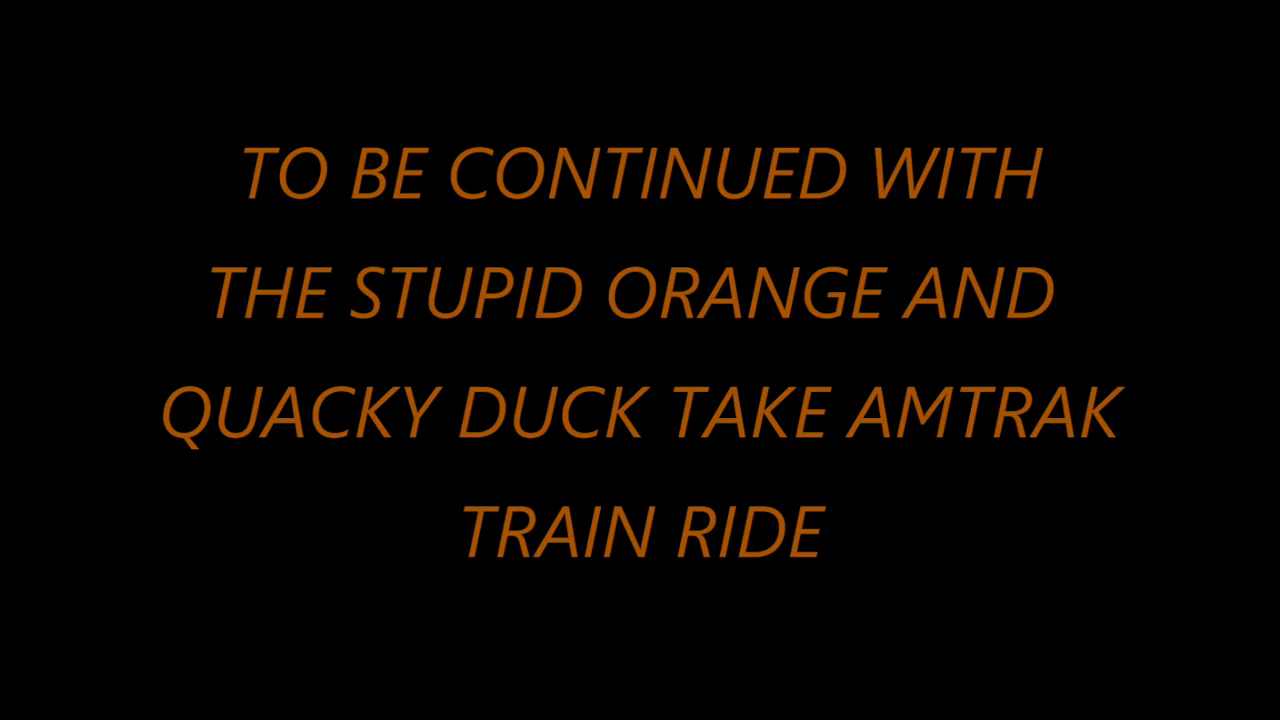 TO BE CONTINUED WITH
THE STUPID ORANGE AND
QUACKY DUCK TAKE AMTRAK
TRAIN RIDE